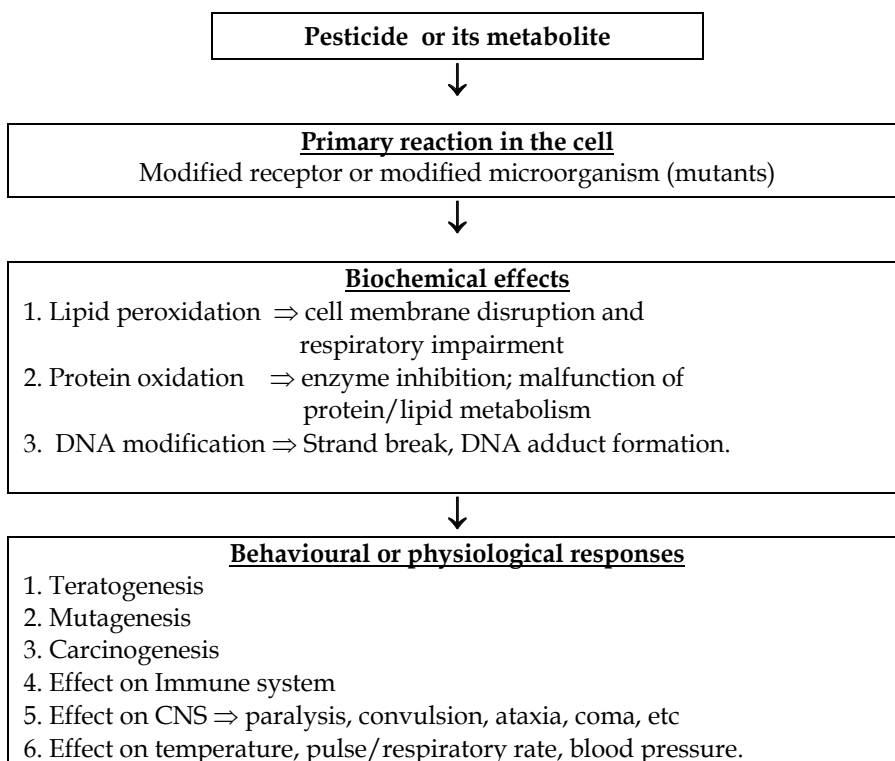 Pesticide or its metabolite
Primary reaction in the cell
Modified receptor or modified microorganism (mutants)
Biochemical effects
1. Lipid peroxidation ⇒ cell membrane disruption and
respiratory impairment
2. Protein oxidation ⇒ enzyme inhibition; malfunction of
protein/lipid metabolism
3. DNA modification ⇒ Strand break, DNA adduct formation.
Behavioural or physiological responses
1. Teratogenesis
2. Mutagenesis
3. Carcinogenesis
4. Effect on Immune system
5. Effect on CNS ⇒ paralysis, convulsion, ataxia, coma, etc
6. Effect on temperature, pulse/respiratory rate, blood pressure.